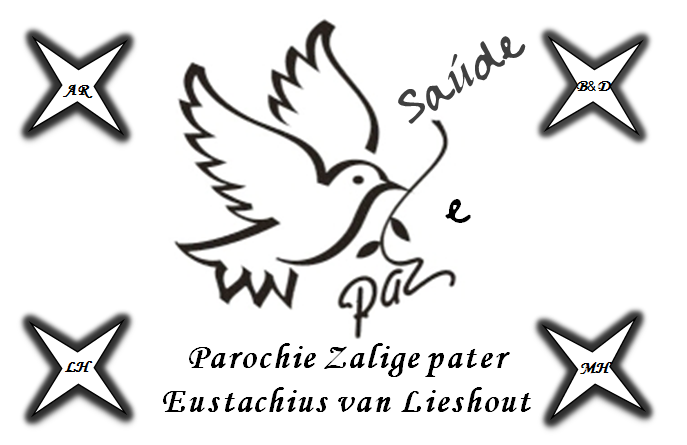 AR
B&D
Saúde
e
paz
LH
MH
Parochie Zalige pater
Eustachius van Lieshout